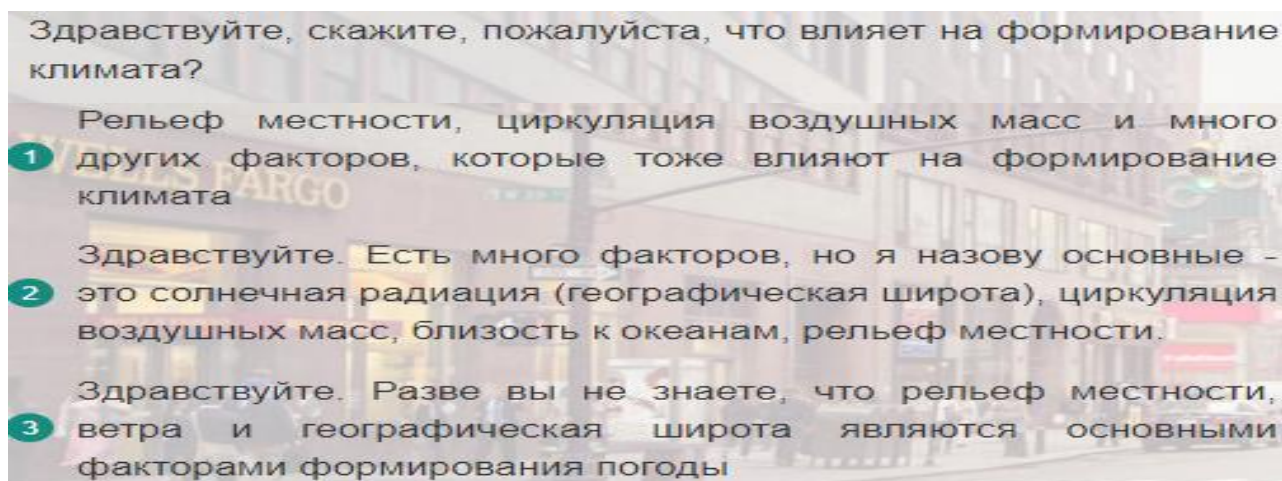 Здравствуйте, скажите, пожалуйста, что влияет на формирование
климата?
Рельеф местности, циркуляция воздушных масс и много
1 других факторов, которые тоже влияют на формирование
климата
WELLS FARGO
Здравствуйте. Есть много факторов, но я назову основные -
2 это солнечная радиация (географическая широта), циркуляция
воздушных масс, близость к океанам, рельеф местности.
Здравствуйте. Разве вы не знаете, что рельеф местности,
3 ветра и географическая широта являются основными
факторами формирования погоды